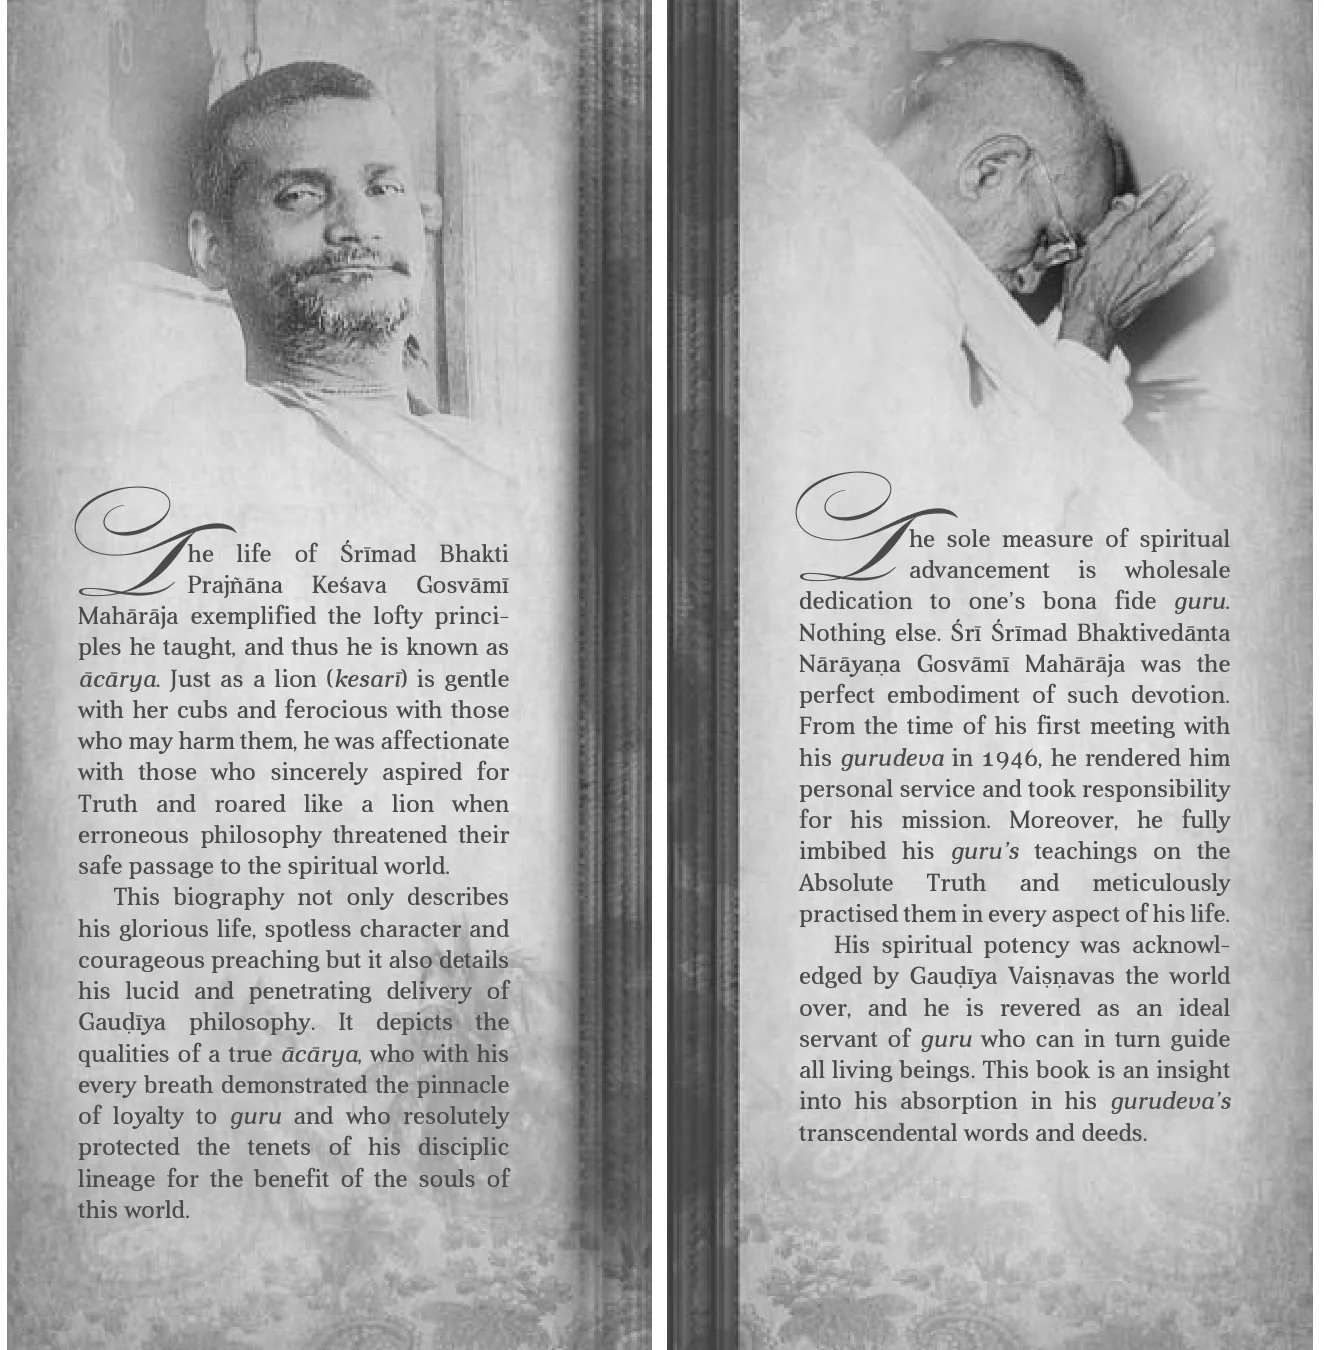 The life of Śrīmad Bhakti
Prajñāna Keśava Gosvāmī
Mahārāja exemplified the lofty princi-
ples he taught, and thus he is known as
ācārya. Just as a lion (kesarī) is gentle
with her cubs and ferocious with those
who may harm them, he was affectionate
with those who sincerely aspired for
Truth and roared like a lion when
erroneous philosophy threatened their
safe passage to the spiritual world.
This biography not only describes
his glorious life, spotless character and
courageous preaching but it also details
his lucid and penetrating delivery of
Gauḍīya philosophy. It depicts the
qualities of a true ācārya, who with his
every breath demonstrated the pinnacle
of loyalty to guru and who resolutely
protected the tenets of his disciplic
lineage for the benefit of the souls of
this world.
The sole measure of spiritual
advancement is wholesale
dedication to one's bona fide guru.
Nothing else. Śrī Śrīmad Bhaktivedānta
Nārāyaṇa Gosvāmī Mahārāja was the
perfect embodiment of such devotion.
From the time of his first meeting with
his gurudeva in 1946, he rendered him
personal service and took responsibility
for his mission. Moreover, he fully
imbibed his guru's teachings on the
Absolute Truth and meticulously
practised them in every aspect of his life.
His spiritual potency was acknowl-
edged by Gauḍīya Vaiṣṇavas the world
over, and he is revered as an ideal
servant of guru who can in turn guide
all living beings. This book is an insight
into his absorption in his gurudeva's
transcendental words and deeds.